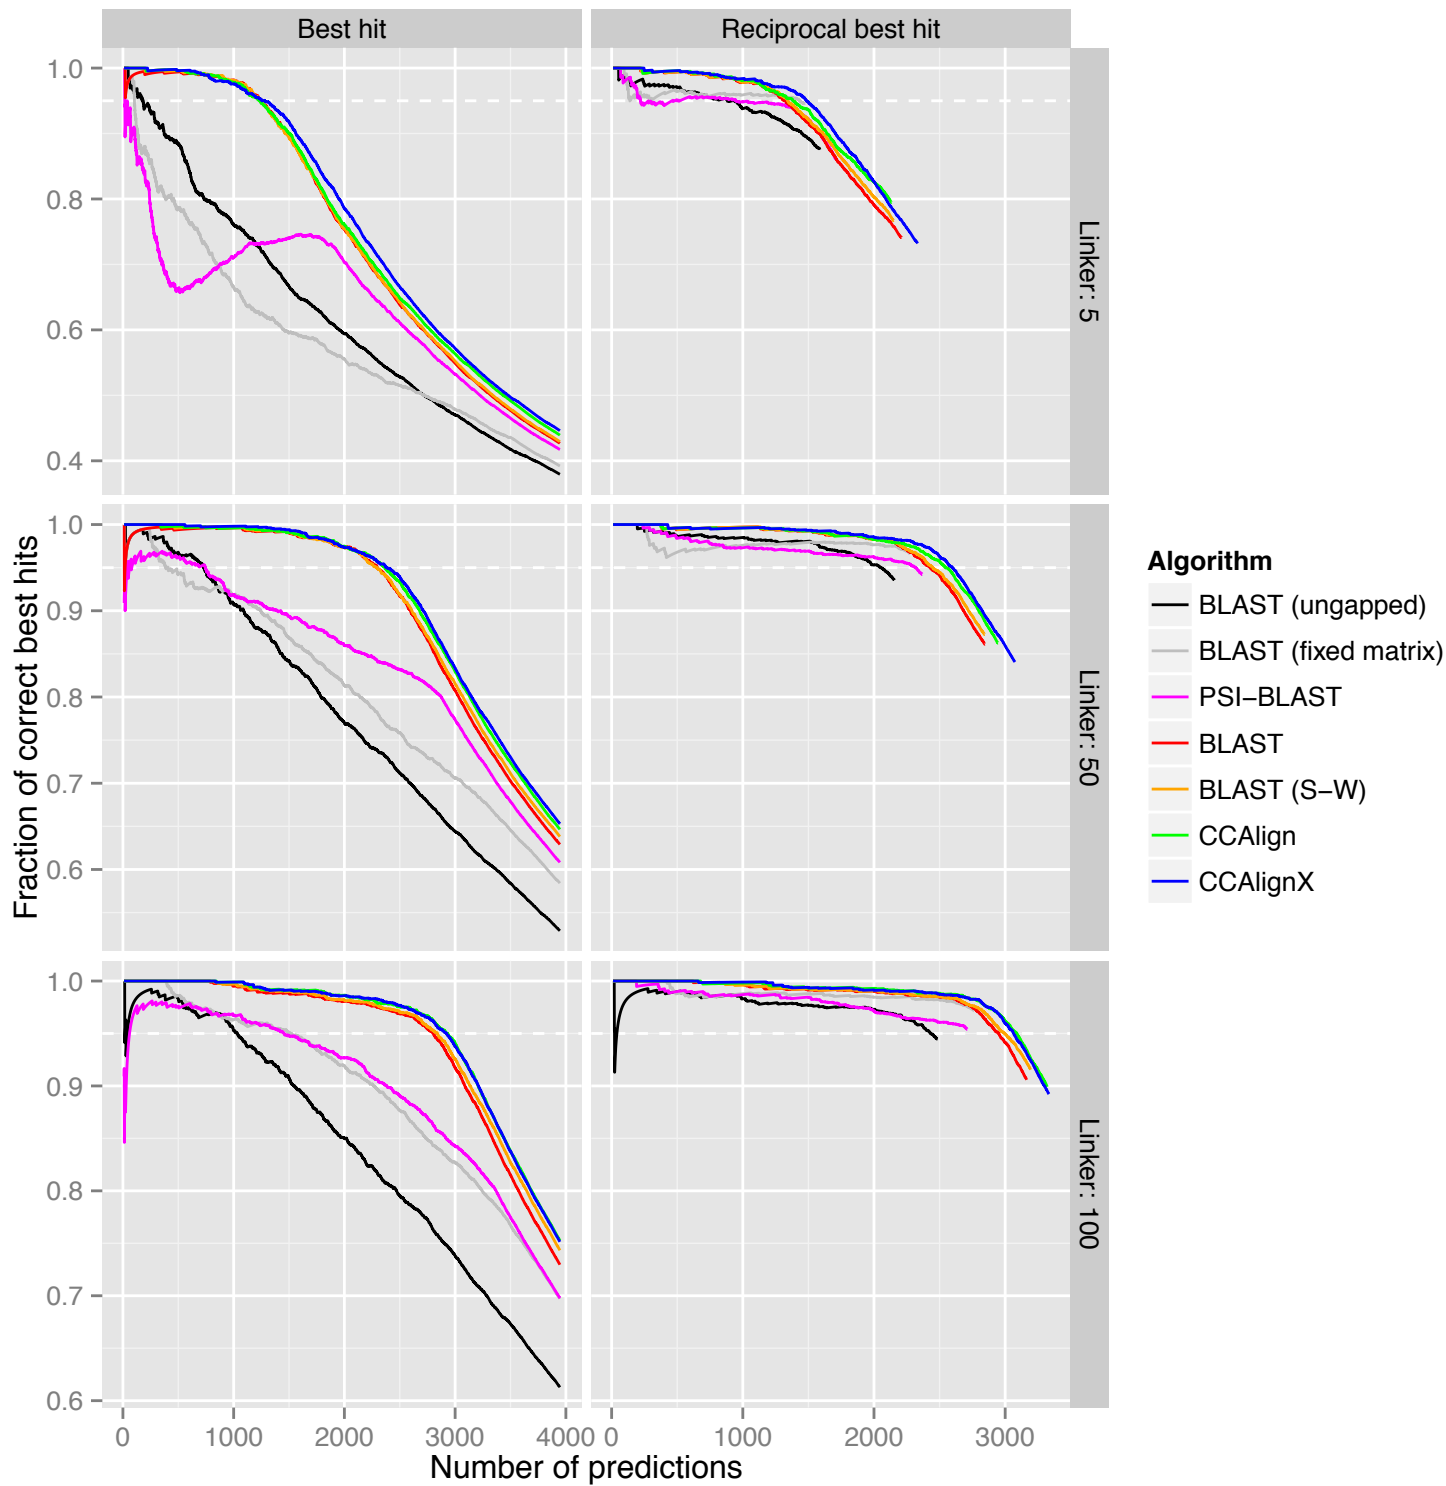 Best hit
Reciprocal best hit
1.0
0.8
0.6
0.4
Linker: 5
1.0
0.9
0.8
0.7
0.6
Linker: 50
1.0
0.9
0.8
0.7
0.6
Linker: 100
Fraction of correct best hits
0 1000 2000 3000 4000
0 1000 2000 3000
Number of predictions
Algorithm
BLAST (ungapped)
BLAST (fixed matrix)
PSI−BLAST
BLAST
BLAST (S−W)
CCAlign
CCAlignX